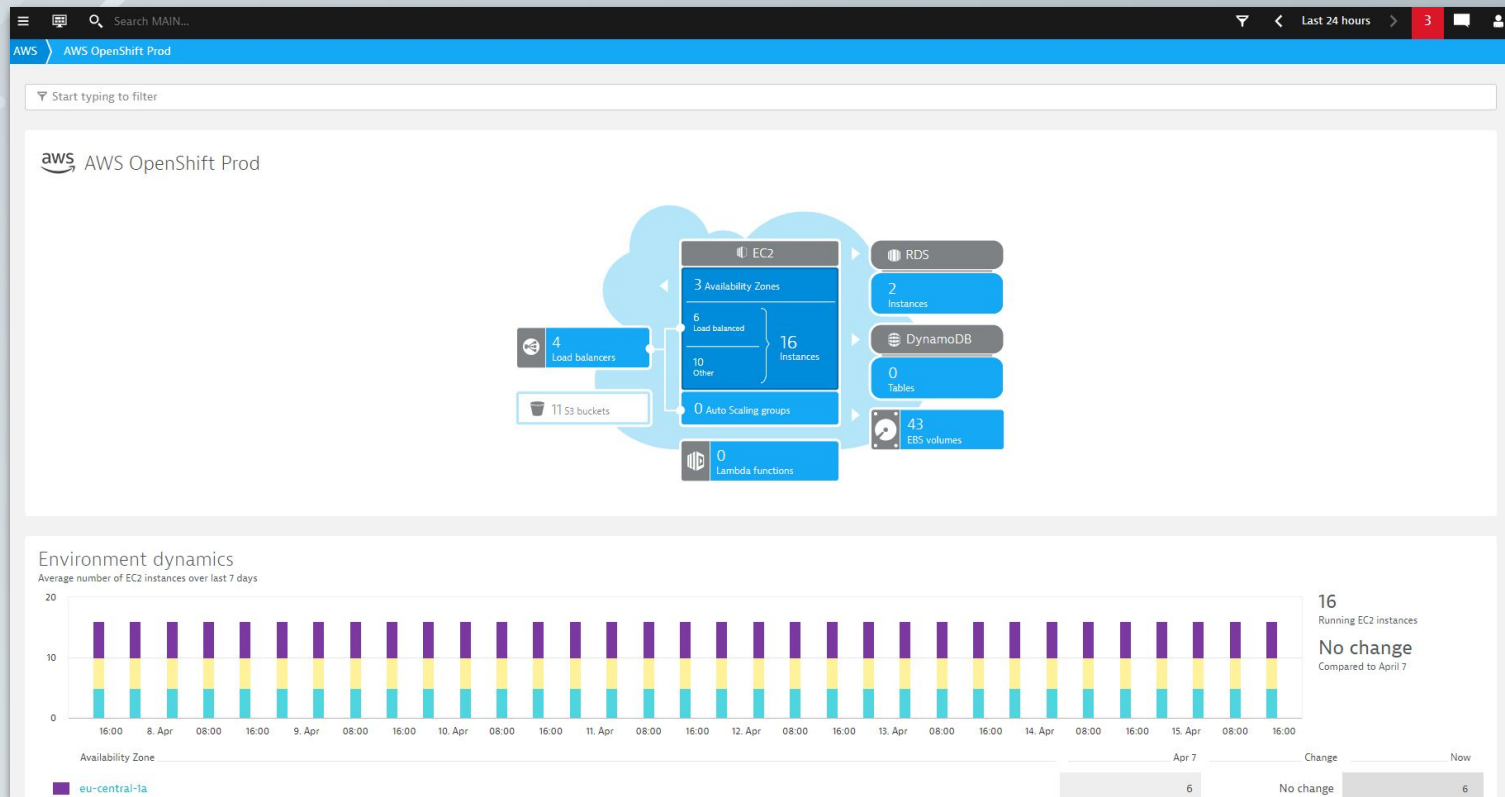 Search MAIN...
Last 24 hours
3
AWS
AWS OpenShift Prod
Start typing to filter
aws AWS OpenShift Prod
EC2
3 Availability Zones
6
Load balanced
10
Other
16
Instances
0 Auto Scaling groups
RDS
2
Instances
DynamoDB
0
Tables
43
EBS volumes
4
Load balancers
11 S3 buckets
0
Lambda functions
Environment dynamics
Average number of EC2 instances over last 7 days
20
10
0
16:00 8. Apr 08:00 16:00 9. Apr 08:00 16:00 10. Apr 08:00 16:00 11. Apr 08:00 16:00 12. Apr 08:00 16:00 13. Apr 08:00 16:00 14. Apr 08:00 16:00 15. Apr 08:00 16:00
16
Running EC2 instances
No change
Compared to April 7
Availability Zone Apr 7 Change Now
eu-central-1a 6 No change 6